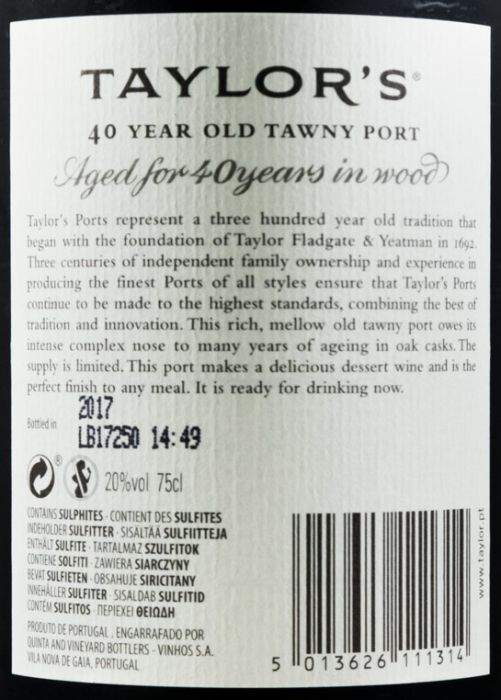 TAYLOR'S®
40 YEAR OLD TAWNY PORT
Aged for 40 years in wood
Taylor's Ports represent a three hundred year old tradition that
began with the foundation of Taylor Fladgate & Yeatman in 1692.
Three centuries of independent family ownership and experience in
producing the finest Ports of all styles ensure that Taylor's Ports
continue to be made to the highest standards, combining the best of
tradition and innovation. This rich, mellow old tawny port owes its
intense complex nose to many years of ageing in oak casks. The
supply is limited. This port makes a delicious dessert wine and is the
perfect finish to any meal. It is ready for drinking now.
Bottled in 2017
LB17250 14:49
® 20%vol 75cl
CONTAINS SULPHITES · CONTIENT DES SULFITES
INDEHOLDER SULFITTER · SISÄLTÄÄ SULFIITTEJA
ENTHÄLT SULFITE · TARTALMAZ SZULFITOK
CONTIENE SOLFITI · ZAWIERA SIARCZYNY
BEVAT SULFIETEN · OBSAHUJE SIRICITANY
INNEHÅLLER SULFITER · SISALDAB SULFITID
CONTÉM SULFITOS · ΠΕΡΙΕΧΕΙ ΘΕΙΩΔΗ
PRODUTO DE PORTUGAL . ENGARRAFADO POR
QUINTA AND VINEYARD BOTTLERS - VINHOS S.A.
VILA NOVA DE GAIA, PORTUGAL
5 013626 111314
www.taylor.pt